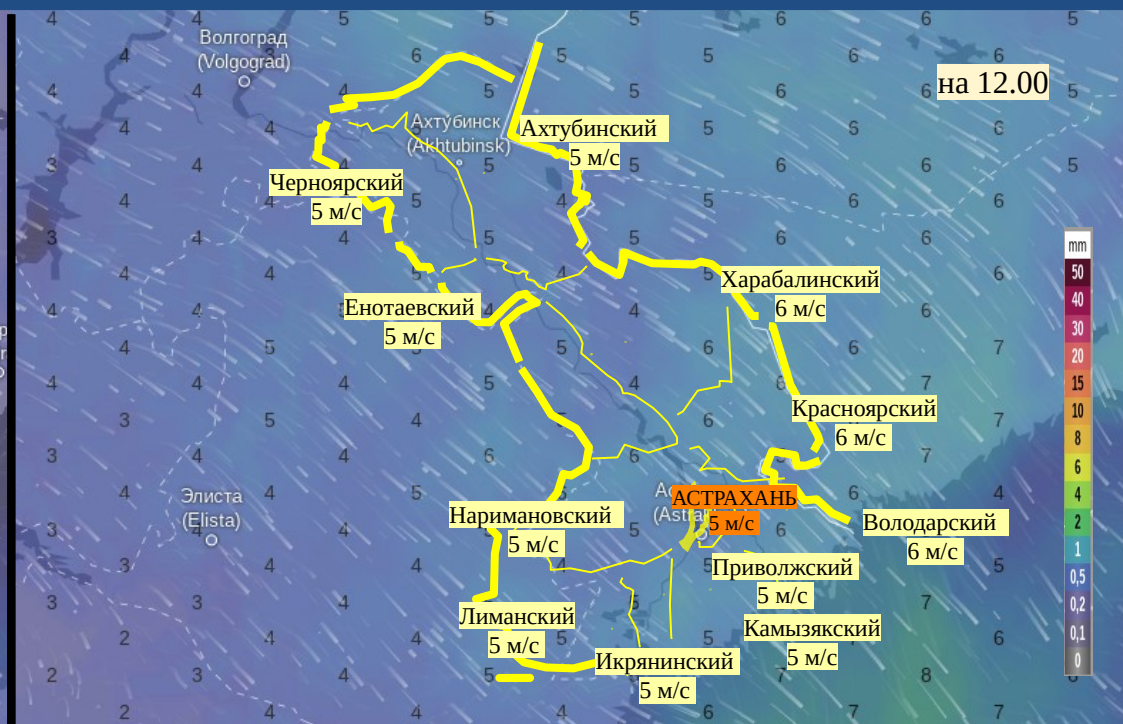 Волгоград
(Volgograd)
на 12.00
Ахтубинск
(Akhtubinsk)
Ахтубинский
5 м/с
Черноярский
5 м/с
mm
50
40
30
20
15
10
8
6
4
2
1
0,5
0,2
0,1
0
Харабалинский
6 м/с
Енотаевский
5 м/с
Красноярский
6 м/с
Элиста
(Elista)
АСТРАХАНЬ
5 м/с
Наримановский
5 м/с
Володарский
6 м/с
Приволжский
5 м/с
Лиманский
5 м/с
Камызякский
5 м/с
Икрянинский
5 м/с